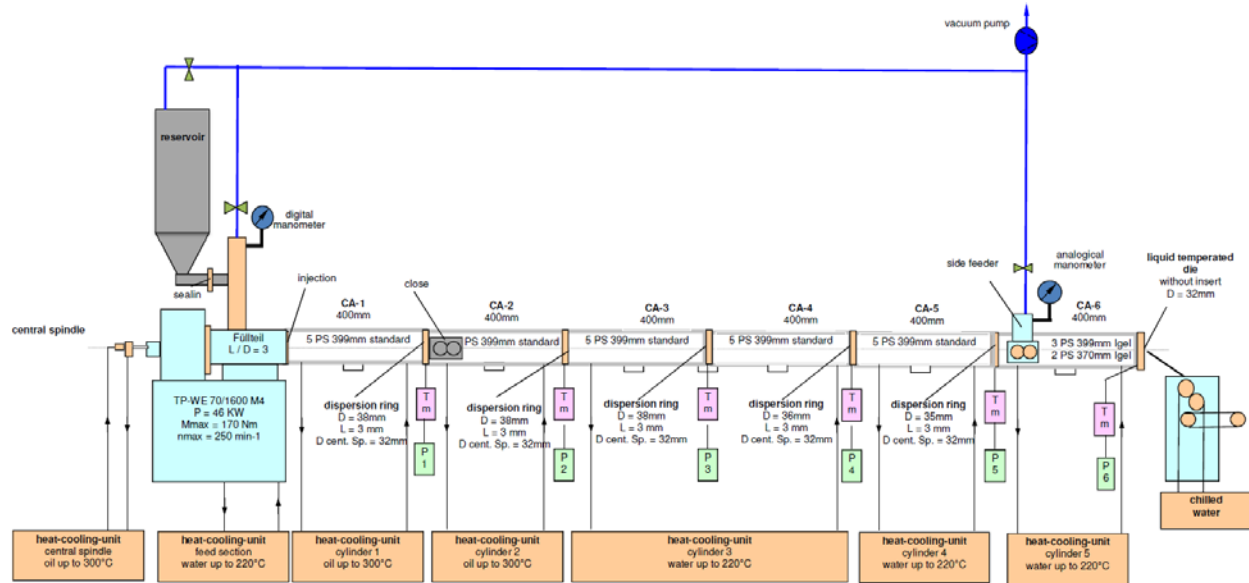 vacuum pump
reservoir
digital
manometer
sealin
injection
close
side feeder
analogical
manometer
liquid temperated
die
without insert
D = 32mm
central spindle
Füllteil
L / D = 3
CA-1
400mm
CA-2
400mm
CA-3
400mm
CA-4
400mm
CA-5
400mm
CA-6
400mm
5 PS 399mm standard
PS 399mm standard
5 PS 399mm standard
5 PS 399mm standard
5 PS 399mm standard
3 PS 399mm Igel
2 PS 370mm Igel
TP-WE 70/1600 M4
P = 46 KW
Mmax = 170 Nm
nmax = 250 min-1
dispersion ring
D = 38mm
L = 3 mm
D cent. Sp. = 32mm
dispersion ring
D = 38mm
L = 3 mm
D cent. Sp. = 32mm
dispersion ring
D = 38mm
L = 3 mm
D cent. Sp. = 32mm
dispersion ring
D = 36mm
L = 3 mm
D cent. Sp. = 32mm
dispersion ring
D = 35mm
L = 3 mm
D cent. Sp. = 32mm
T
m
T
m
T
m
T
m
T
m
T
m
P
1
P
2
P
3
P
4
P
5
P
6
chilled
water
heat-cooling-unit
central spindle
oil up to 300°C
heat-cooling-unit
feed section
water up to 220°C
heat-cooling-unit
cylinder 1
oil up to 300°C
heat-cooling-unit
cylinder 2
oil up to 300°C
heat-cooling-unit
cylinder 3
water up to 220°C
heat-cooling-unit
cylinder 4
water up to 220°C
heat-cooling-unit
cylinder 5
water up to 220°C